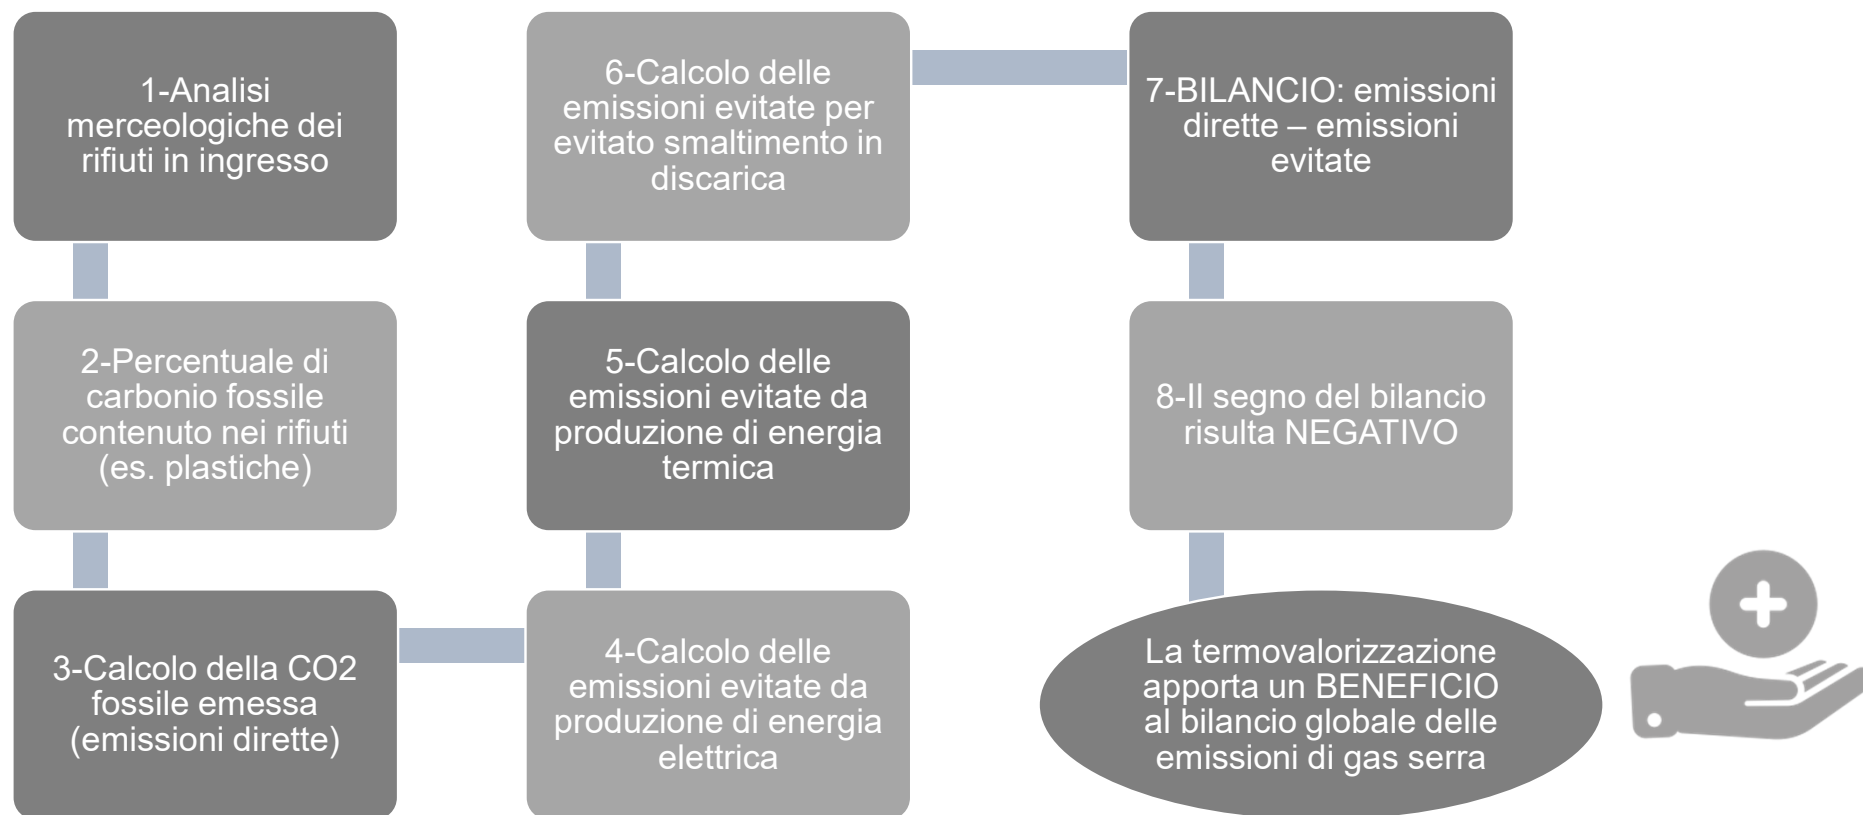 1-Analisi
merceologiche dei
rifiuti in ingresso
2-Percentuale di
carbonio fossile
contenuto nei rifiuti
(es. plastiche)
3-Calcolo della CO2
fossile emessa
(emissioni dirette)
4-Calcolo delle
emissioni evitate da
produzione di energia
elettrica
5-Calcolo delle
emissioni evitate da
produzione di energia
termica
6-Calcolo delle
emissioni evitate per
evitato smaltimento in
discarica
7-BILANCIO: emissioni
dirette – emissioni
evitate
8-Il segno del bilancio
risulta NEGATIVO
La termovalorizzazione
apporta un BENEFICIO
al bilancio globale delle
emissioni di gas serra